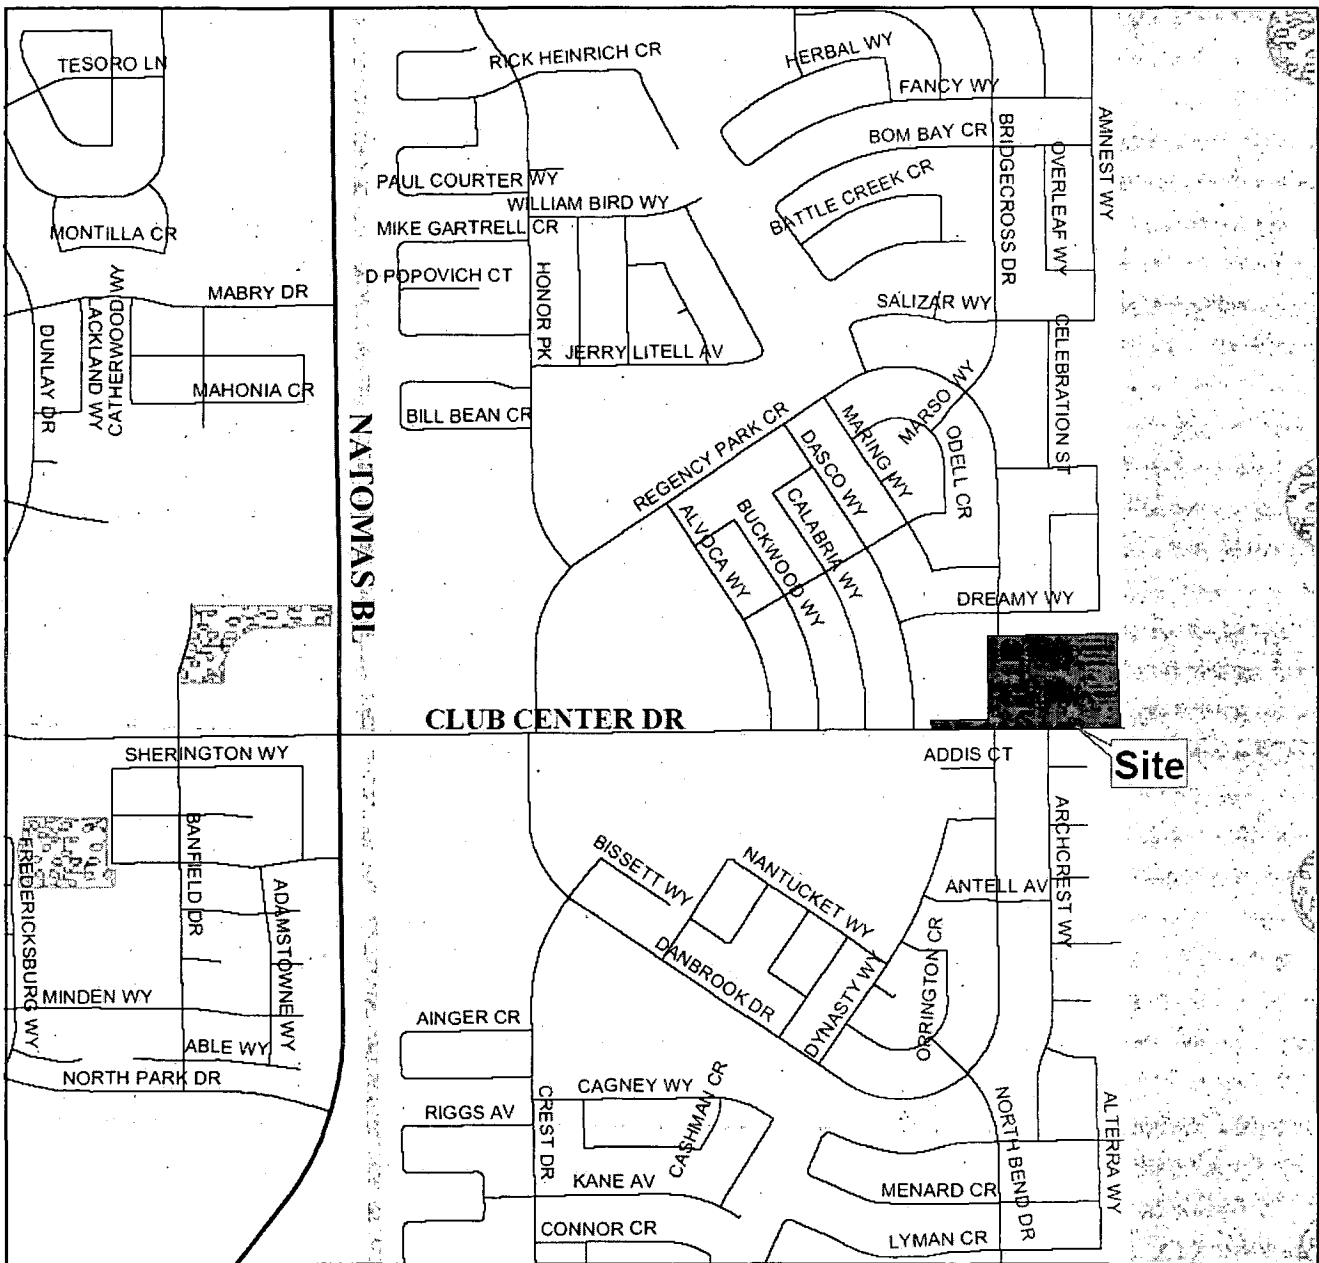 TESORO LN
RICK HEINRICH CR
HERBAL WY
FANCY WY
BOM BAY CR
BRIDGECROSS DR
OVERLEAF WY
AMNEST WY
PAUL COURTER WY
WILLIAM BIRD WY
BATTLE CREEK CR
MIKE GARTRELL CR
MONTILLA CR
D POPOVICH CT
HONOR PK
MABRY DR
CATHERWOOD WY
LACKLAND WY
DUNLAY DR
SALIZAR WY
CELEBRATION ST
JERRY LITELL AV
MAHONIA CR
BILL BEAN CR
NATOMAS BL
REGENCY PARK CR
MARSO WY
MARING WY
ODELL CR
DASCO WY
CALABRIA WY
BUCKWOOD WY
ALVOCA WY
DREAMY WY
CLUB CENTER DR
SHERINGTON WY
ADDIS CT
Site
BANFIELD DR
FREDERICKSBURG WY
ADAMSTOWNE WY
BISSETT WY
NANTUCKET WY
ANTELL AV
ARCHCREST WY
DANBROOK DR
DYNASTY WY
ORRINGTON CR
MINDEN WY
AINGER CR
ABLE WY
NORTH PARK DR
CAGNEY WY
CASHMAN CR
RIGGS AV
CREST DR
NORTH BEND DR
ALTERRA WY
KANE AV
MENARD CR
CONNOR CR
LYMAN CR